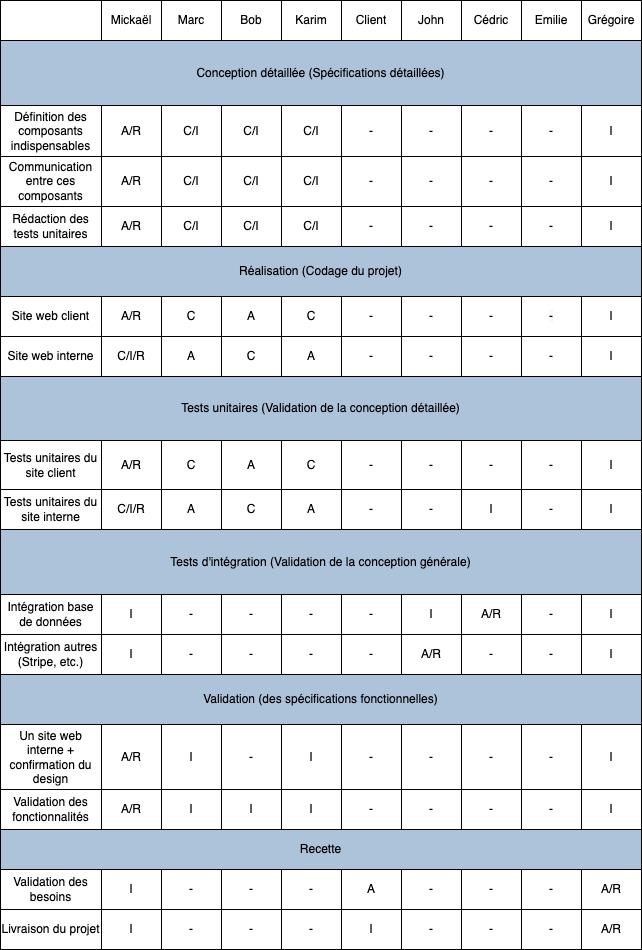 Mickaël Marc Bob Karim Client John Cédric Emilie Grégoire
Conception détaillée (Spécifications détaillées)
Définition des
composants
indispensables
A/R C/I C/I C/I - - - - I
Communication
entre ces
composants
A/R C/I C/I C/I - - - - I
Rédaction des
tests unitaires
A/R C/I C/I C/I - - - - I
Réalisation (Codage du projet)
Site web client A/R C A C - - - - I
Site web interne C/I/R A C A - - - - I
Tests unitaires (Validation de la conception détaillée)
Tests unitaires du
site client
A/R C A C - - - - I
Tests unitaires du
site interne
C/I/R A C A - - I - I
Tests d'intégration (Validation de la conception générale)
Intégration base
de données
I - - - - I A/R - I
Intégration autres
(Stripe, etc.)
I - - - - A/R - - I
Validation (des spécifications fonctionnelles)
Un site web
interne +
confirmation du
design
A/R I - I - - - - I
Validation des
fonctionnalités
A/R I I I - - - - I
Recette
Validation des
besoins
I - - - A - - - A/R
Livraison du projet I - - - I - - - A/R